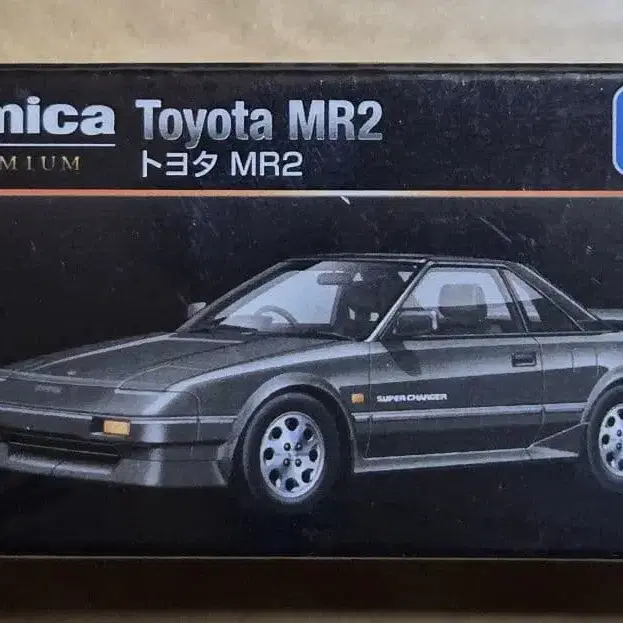 mica
MIUM
Toyota MR2
トヨタ MR2
SUPER CHARGER